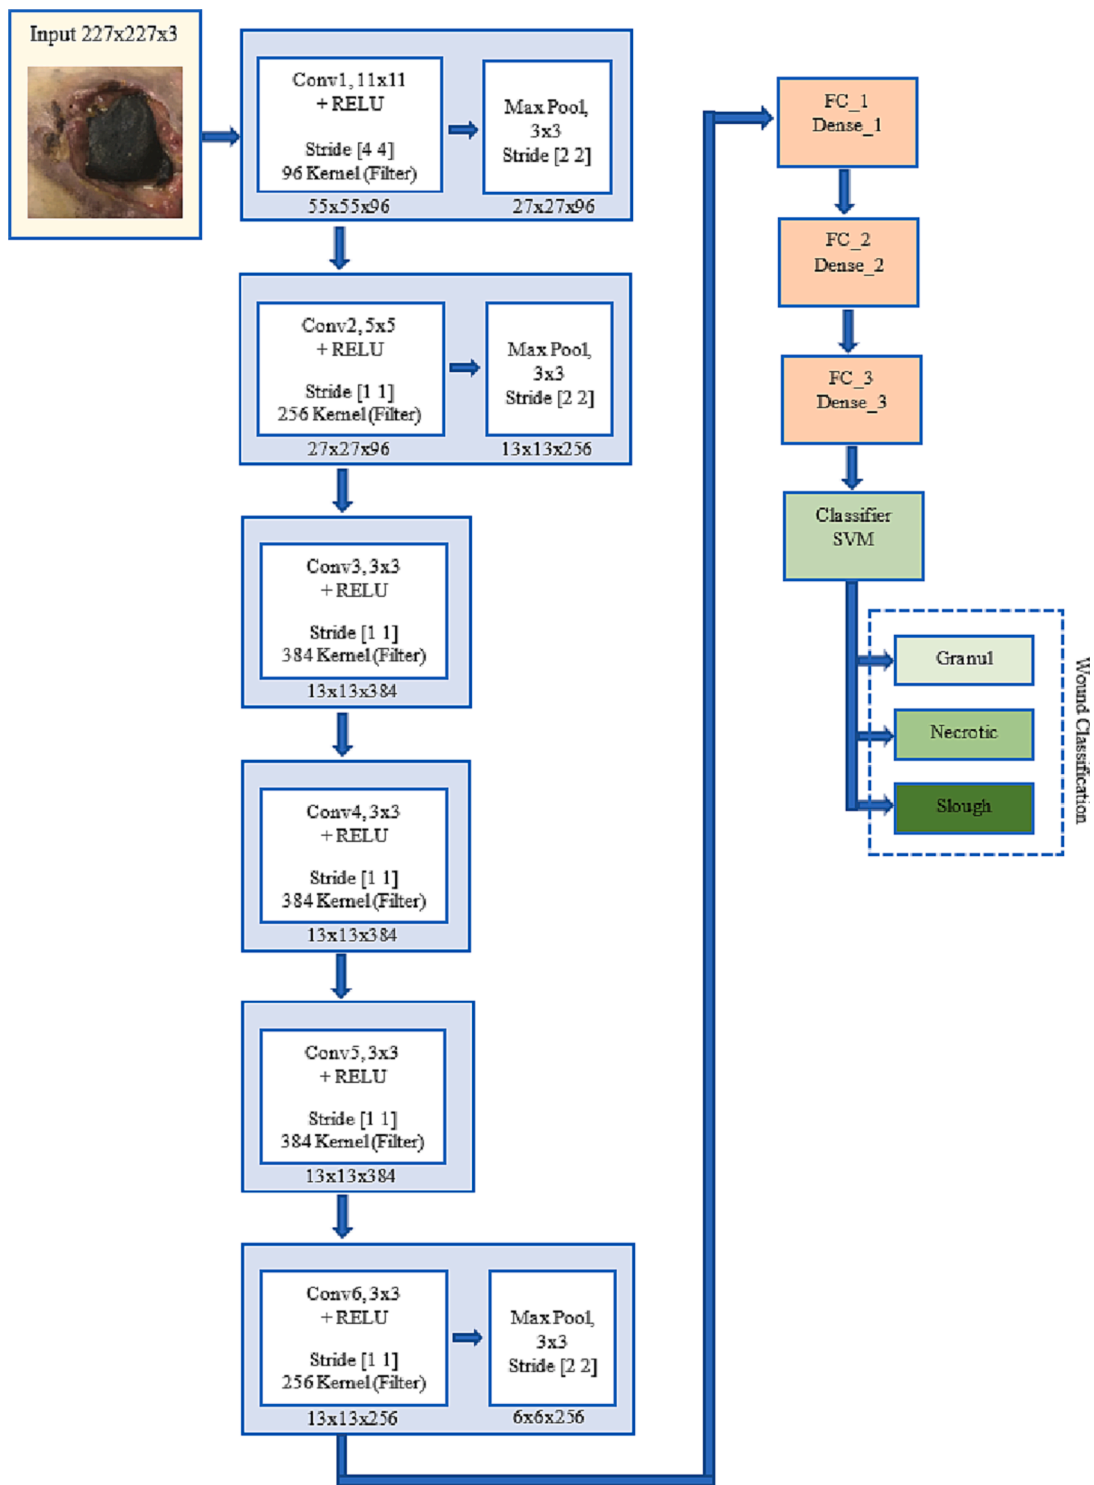 Input 227x227x3
Conv1, 11x11
+ RELU
Stride [4 4]
96 Kernel (Filter)
55x55x96
Max Pool,
3x3
Stride [2 2]
27x27x96
Conv2, 5x5
+ RELU
Stride [1 1]
256 Kernel (Filter)
27x27x96
Max Pool,
3x3
Stride [2 2]
13x13x256
Conv3, 3x3
+ RELU
Stride [1 1]
384 Kernel (Filter)
13x13x384
Conv4, 3x3
+ RELU
Stride [1 1]
384 Kernel (Filter)
13x13x384
Conv5, 3x3
+ RELU
Stride [1 1]
384 Kernel (Filter)
13x13x384
Conv6, 3x3
+ RELU
Stride [1 1]
256 Kernel (Filter)
13x13x256
Max Pool,
3x3
Stride [2 2]
6x6x256
FC_1
Dense_1
FC_2
Dense_2
FC_3
Dense_3
Classifier
SVM
Granul
Necrotic
Slough
Wound Classification